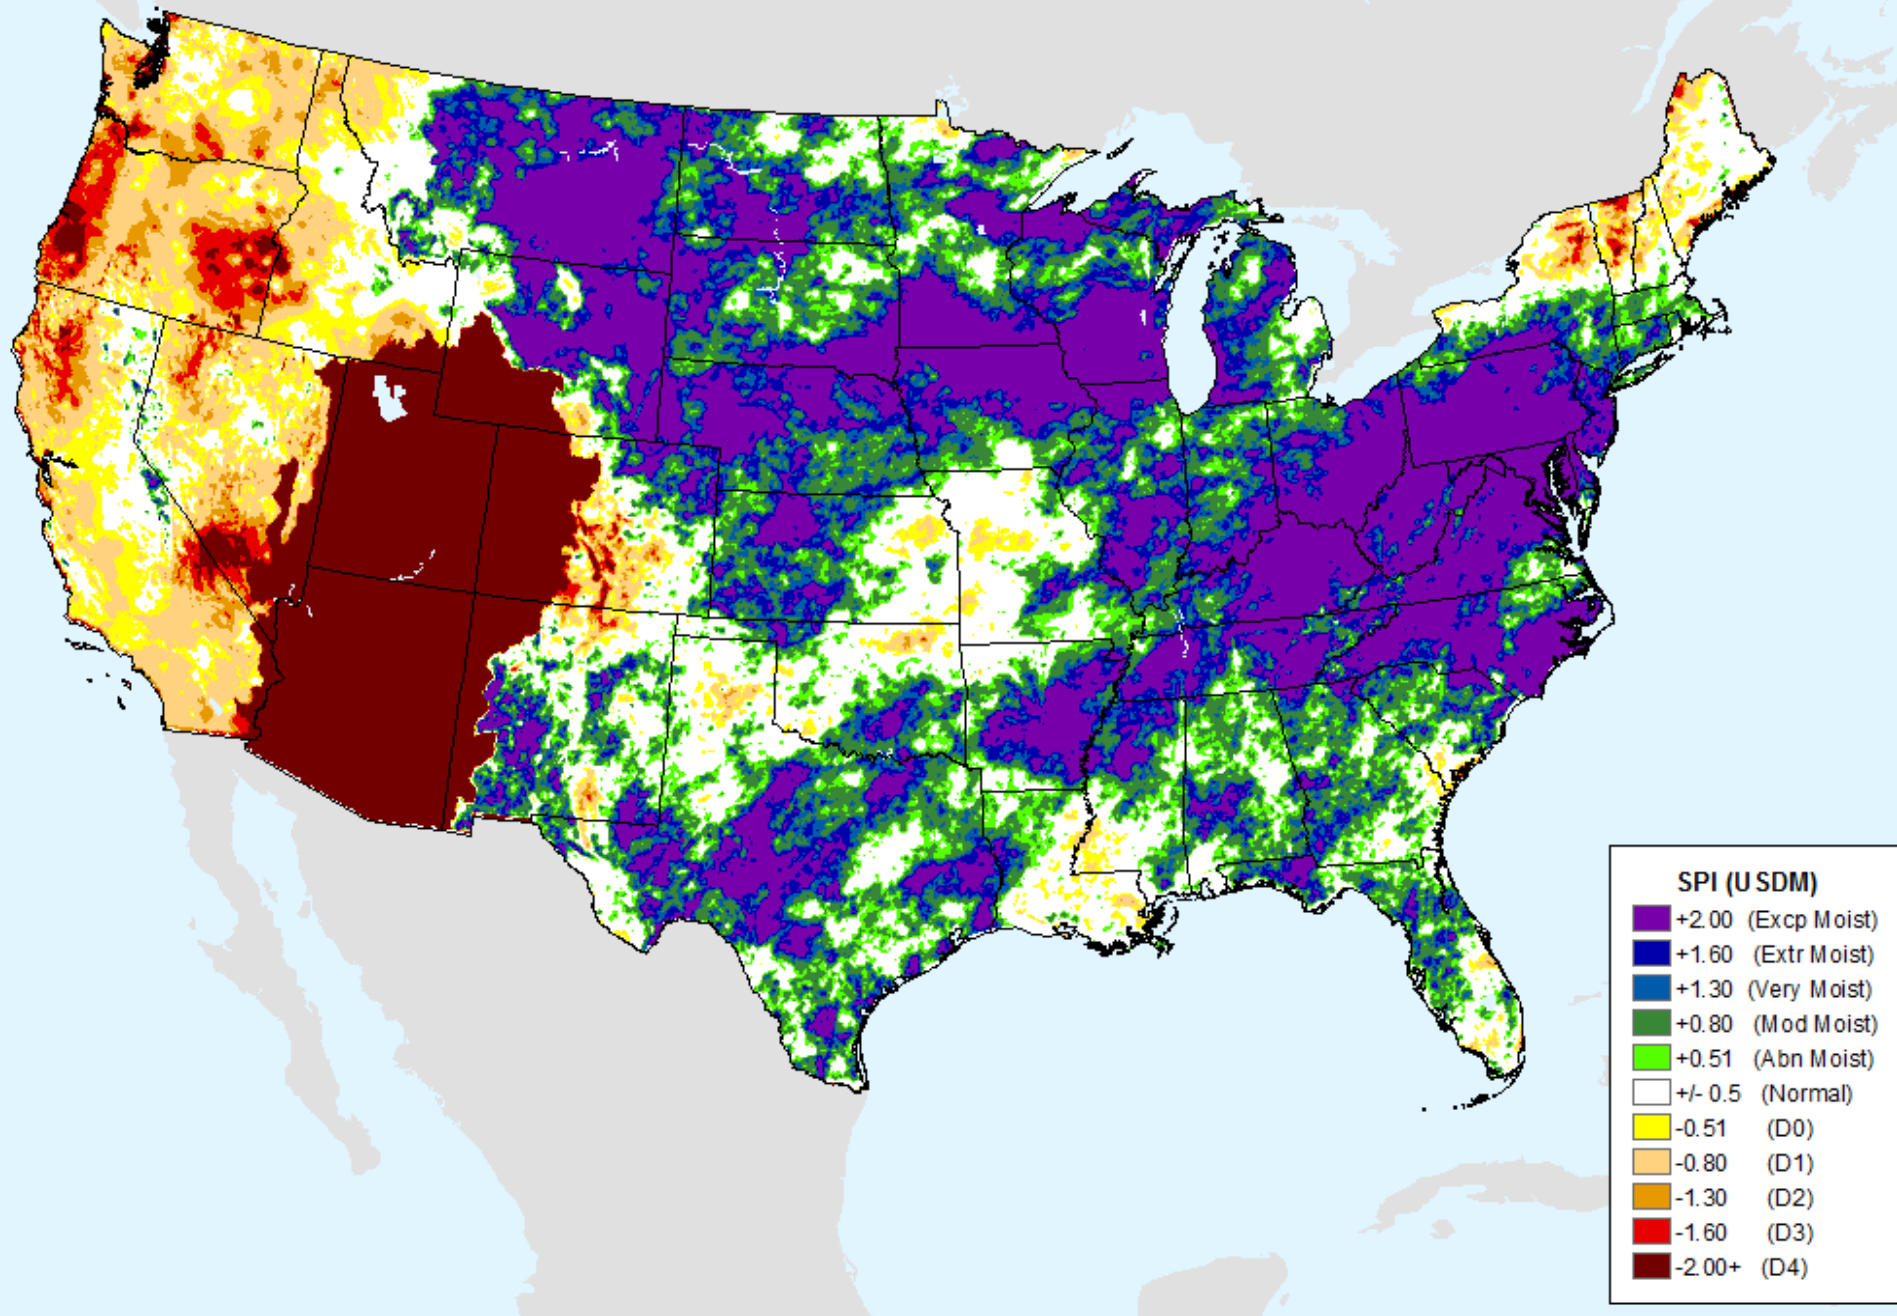 SPI (USDM)
+2.00 (Excp Moist)
+1.60 (Extr Moist)
+1.30 (Very Moist)
+0.80 (Mod Moist)
+0.51 (Abn Moist)
+/- 0.5 (Normal)
-0.51 (D0)
-0.80 (D1)
-1.30 (D2)
-1.60 (D3)
-2.00+ (D4)